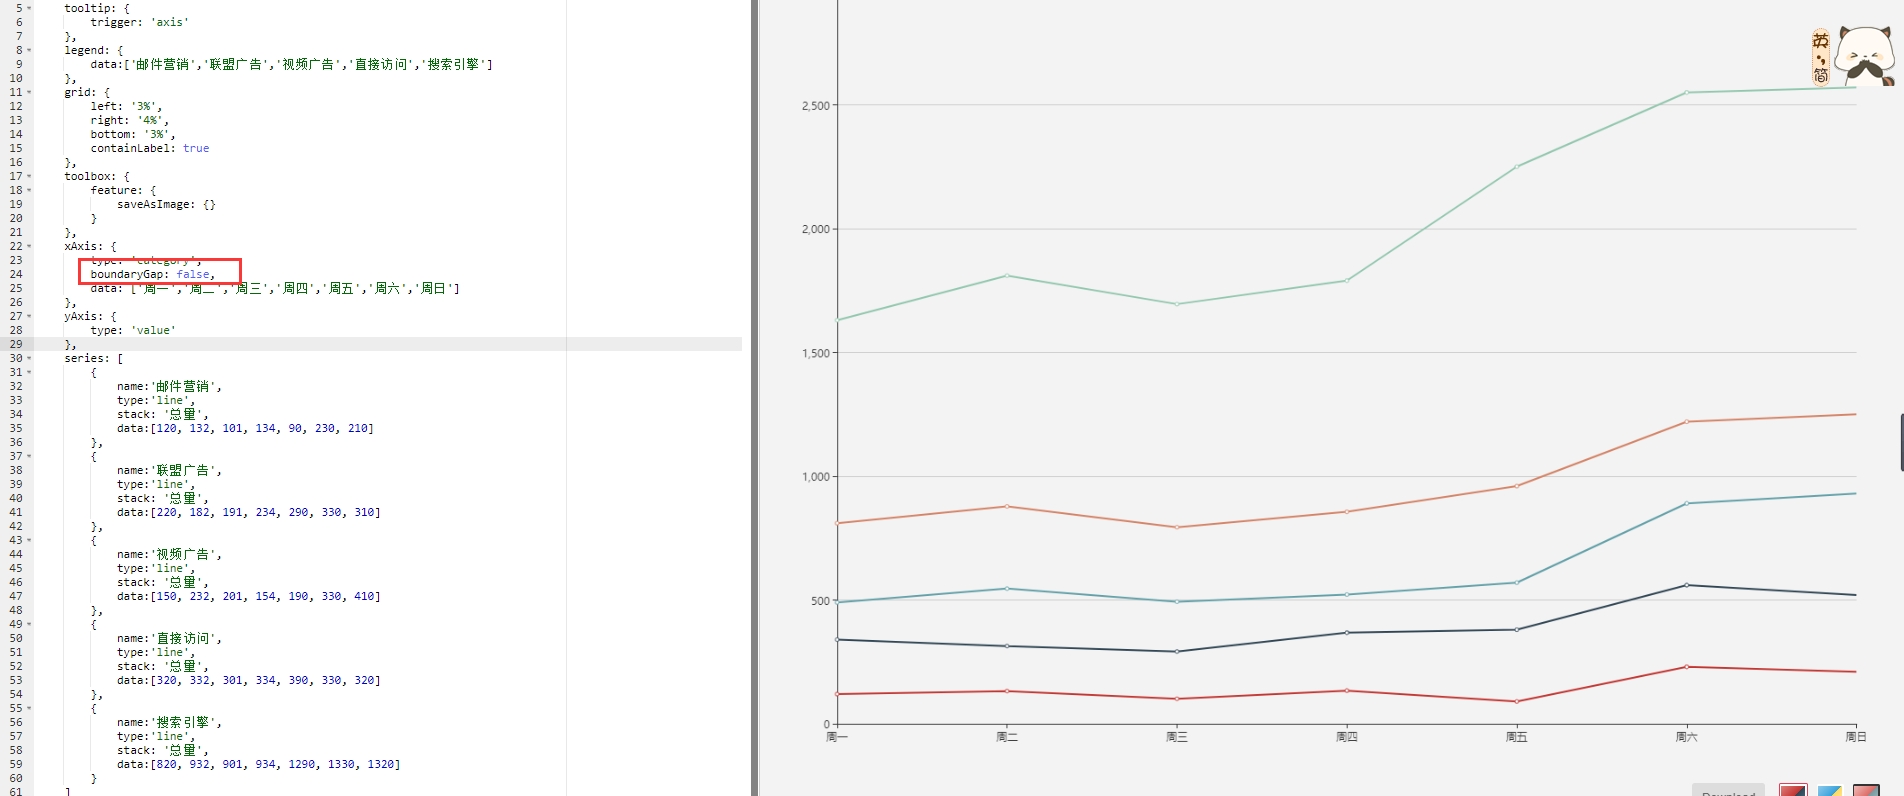 5 tooltip: {
6 trigger: 'axis'
7 },
8 legend: {
9 data:['邮件营销','联盟广告','视频广告','直接访问','搜索引擎']
10 },
11 grid: {
12 left: '3%',
13 right: '4%',
14 bottom: '3%',
15 containLabel: true
16 },
17 toolbox: {
18 feature: {
19 saveAsImage: {}
20 }
21 },
22 xAxis: {
23 type: 'category',
24 boundaryGap: false,
25 data: ['周一','周二','周三','周四','周五','周六','周日']
26 },
27 yAxis: {
28 type: 'value'
29 },
30 series: [
31 {
32 name:'邮件营销',
33 type:'line',
34 stack: '总量',
35 data:[120, 132, 101, 134, 90, 230, 210]
36 },
37 {
38 name:'联盟广告',
39 type:'line',
40 stack: '总量',
41 data:[220, 182, 191, 234, 290, 330, 310]
42 },
43 {
44 name:'视频广告',
45 type:'line',
46 stack: '总量',
47 data:[150, 232, 201, 154, 190, 330, 410]
48 },
49 {
50 name:'直接访问',
51 type:'line',
52 stack: '总量',
53 data:[320, 332, 301, 334, 390, 330, 320]
54 },
55 {
56 name:'搜索引擎',
57 type:'line',
58 stack: '总量',
59 data:[820, 932, 901, 934, 1290, 1330, 1320]
60 }
61 ]
英 简
2,500
2,000
1,500
1,000
500
0
周一 周二 周三 周四 周五 周六 周日
Download